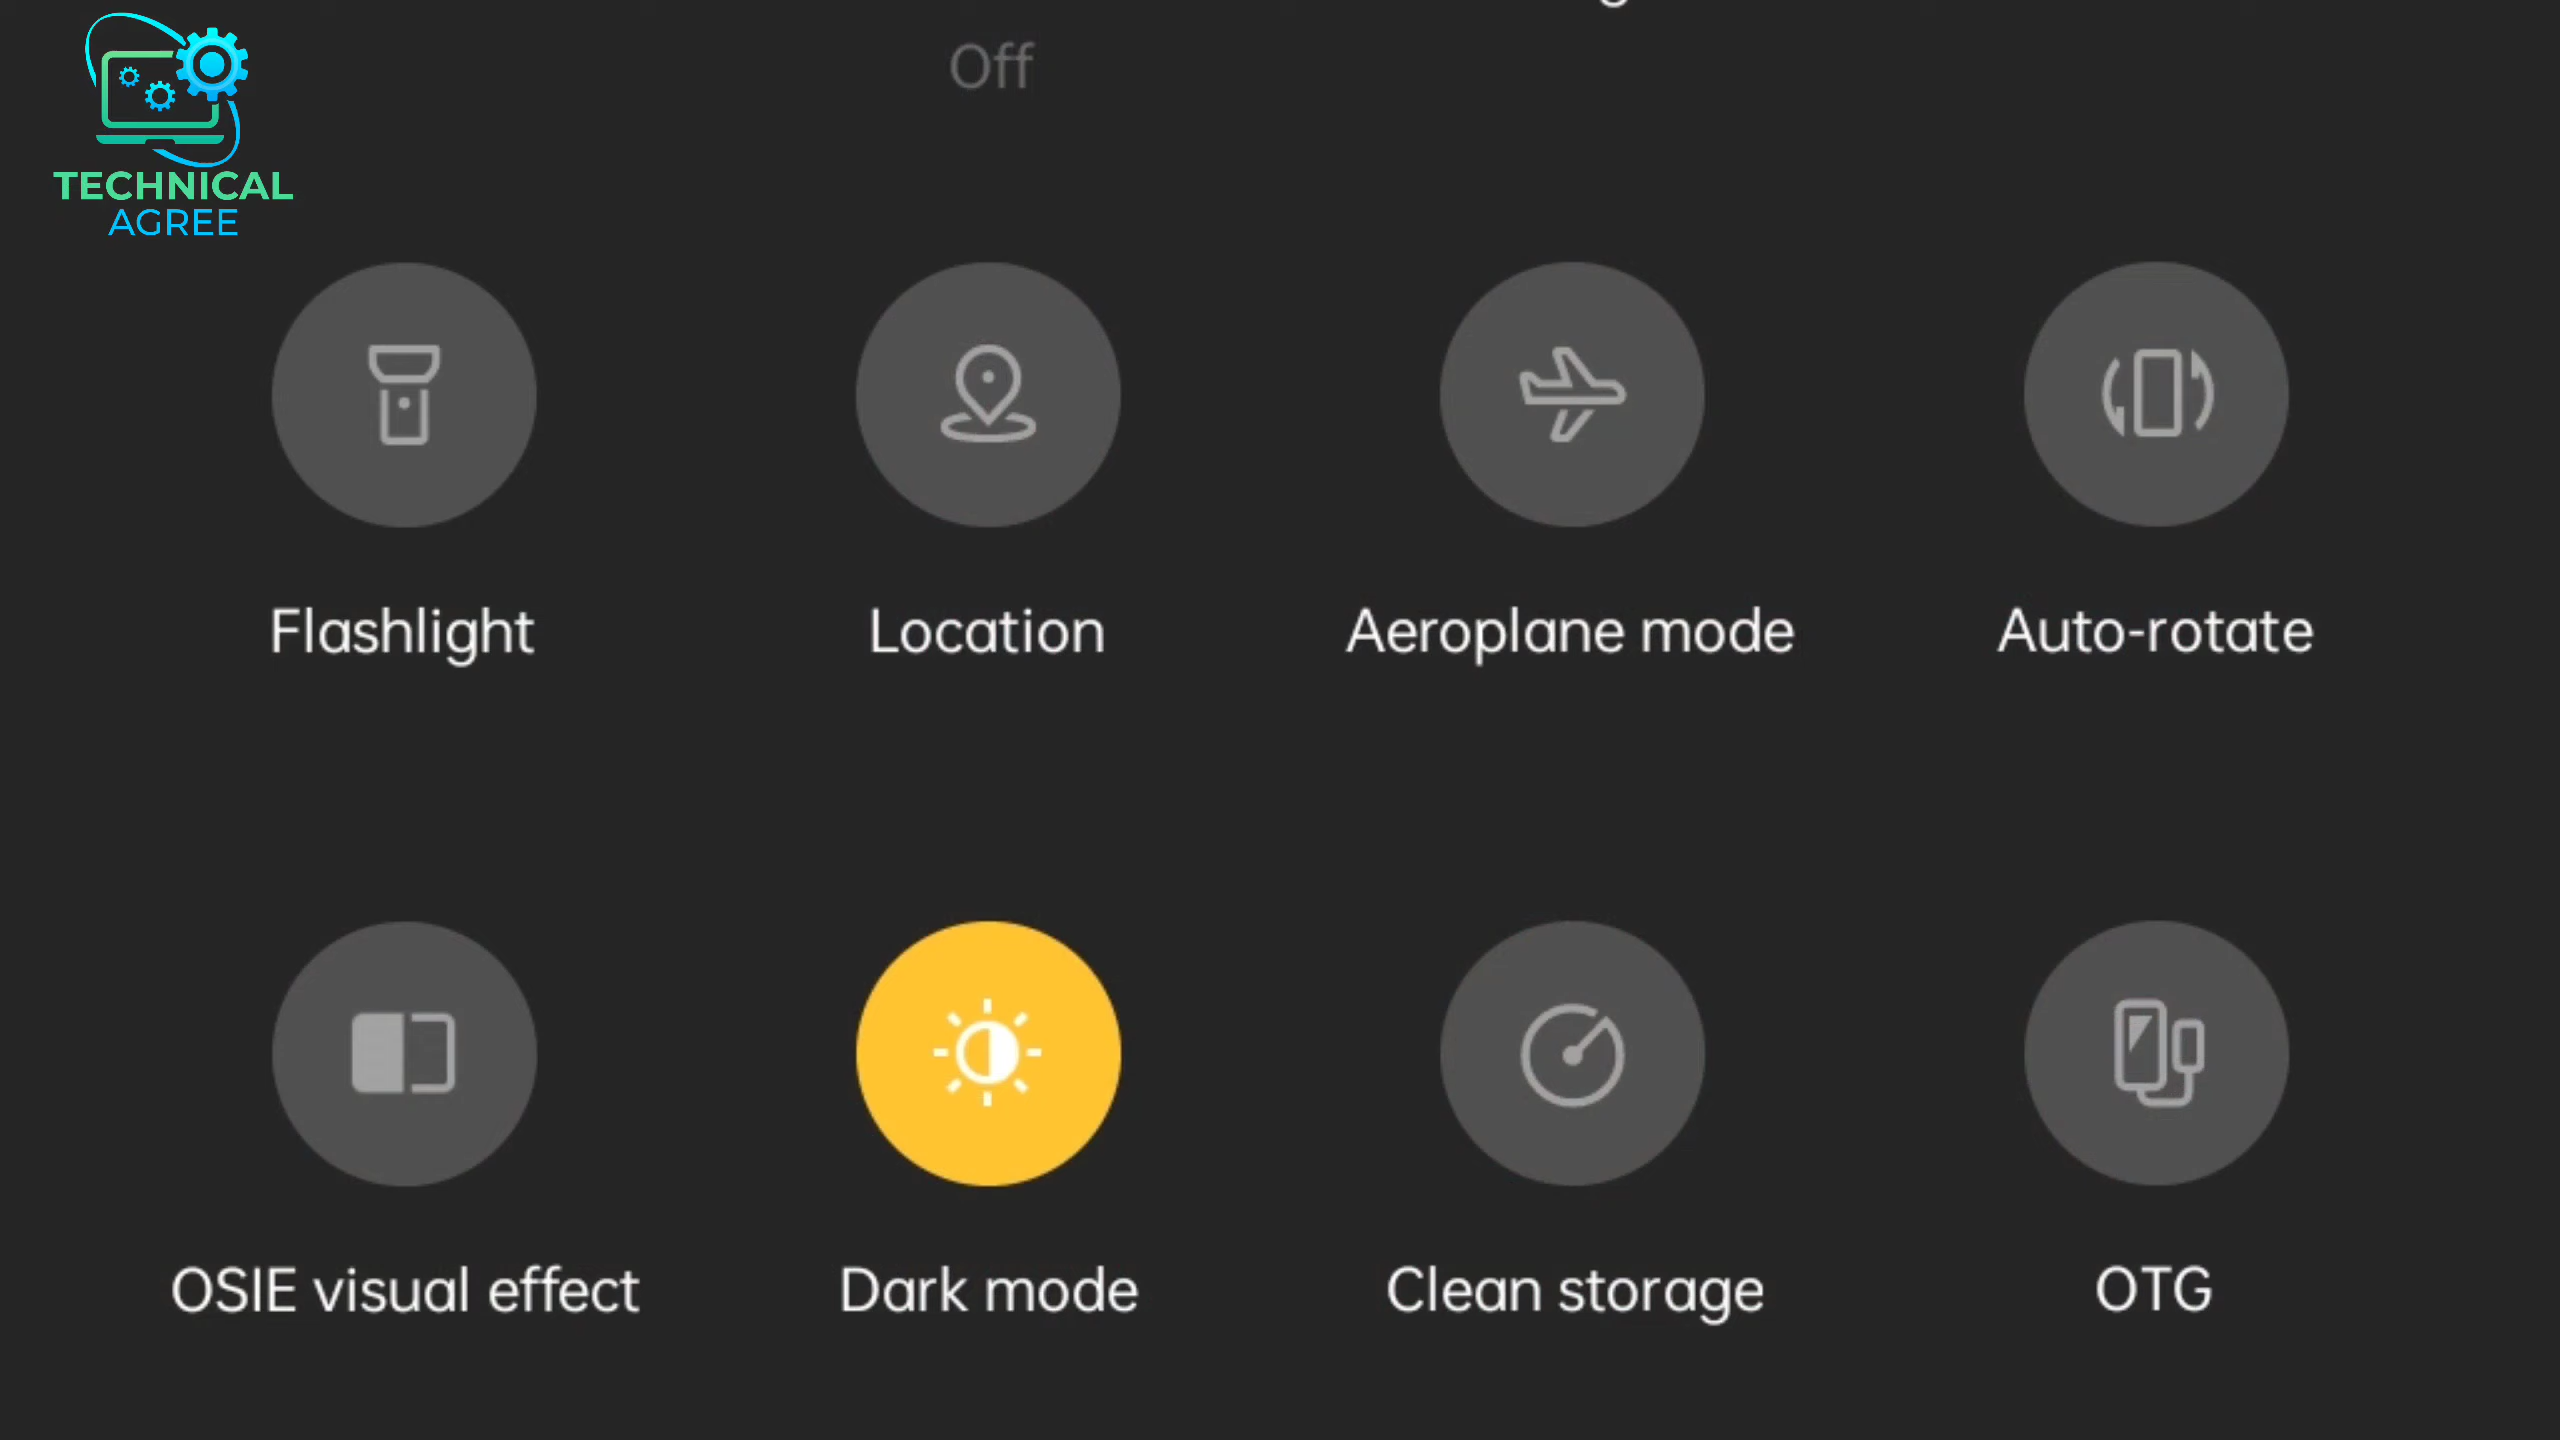 Off
TECHNICAL
AGREE
Flashlight
Location
Aeroplane mode
Auto-rotate
OSIE visual effect
Dark mode
Clean storage
OTG